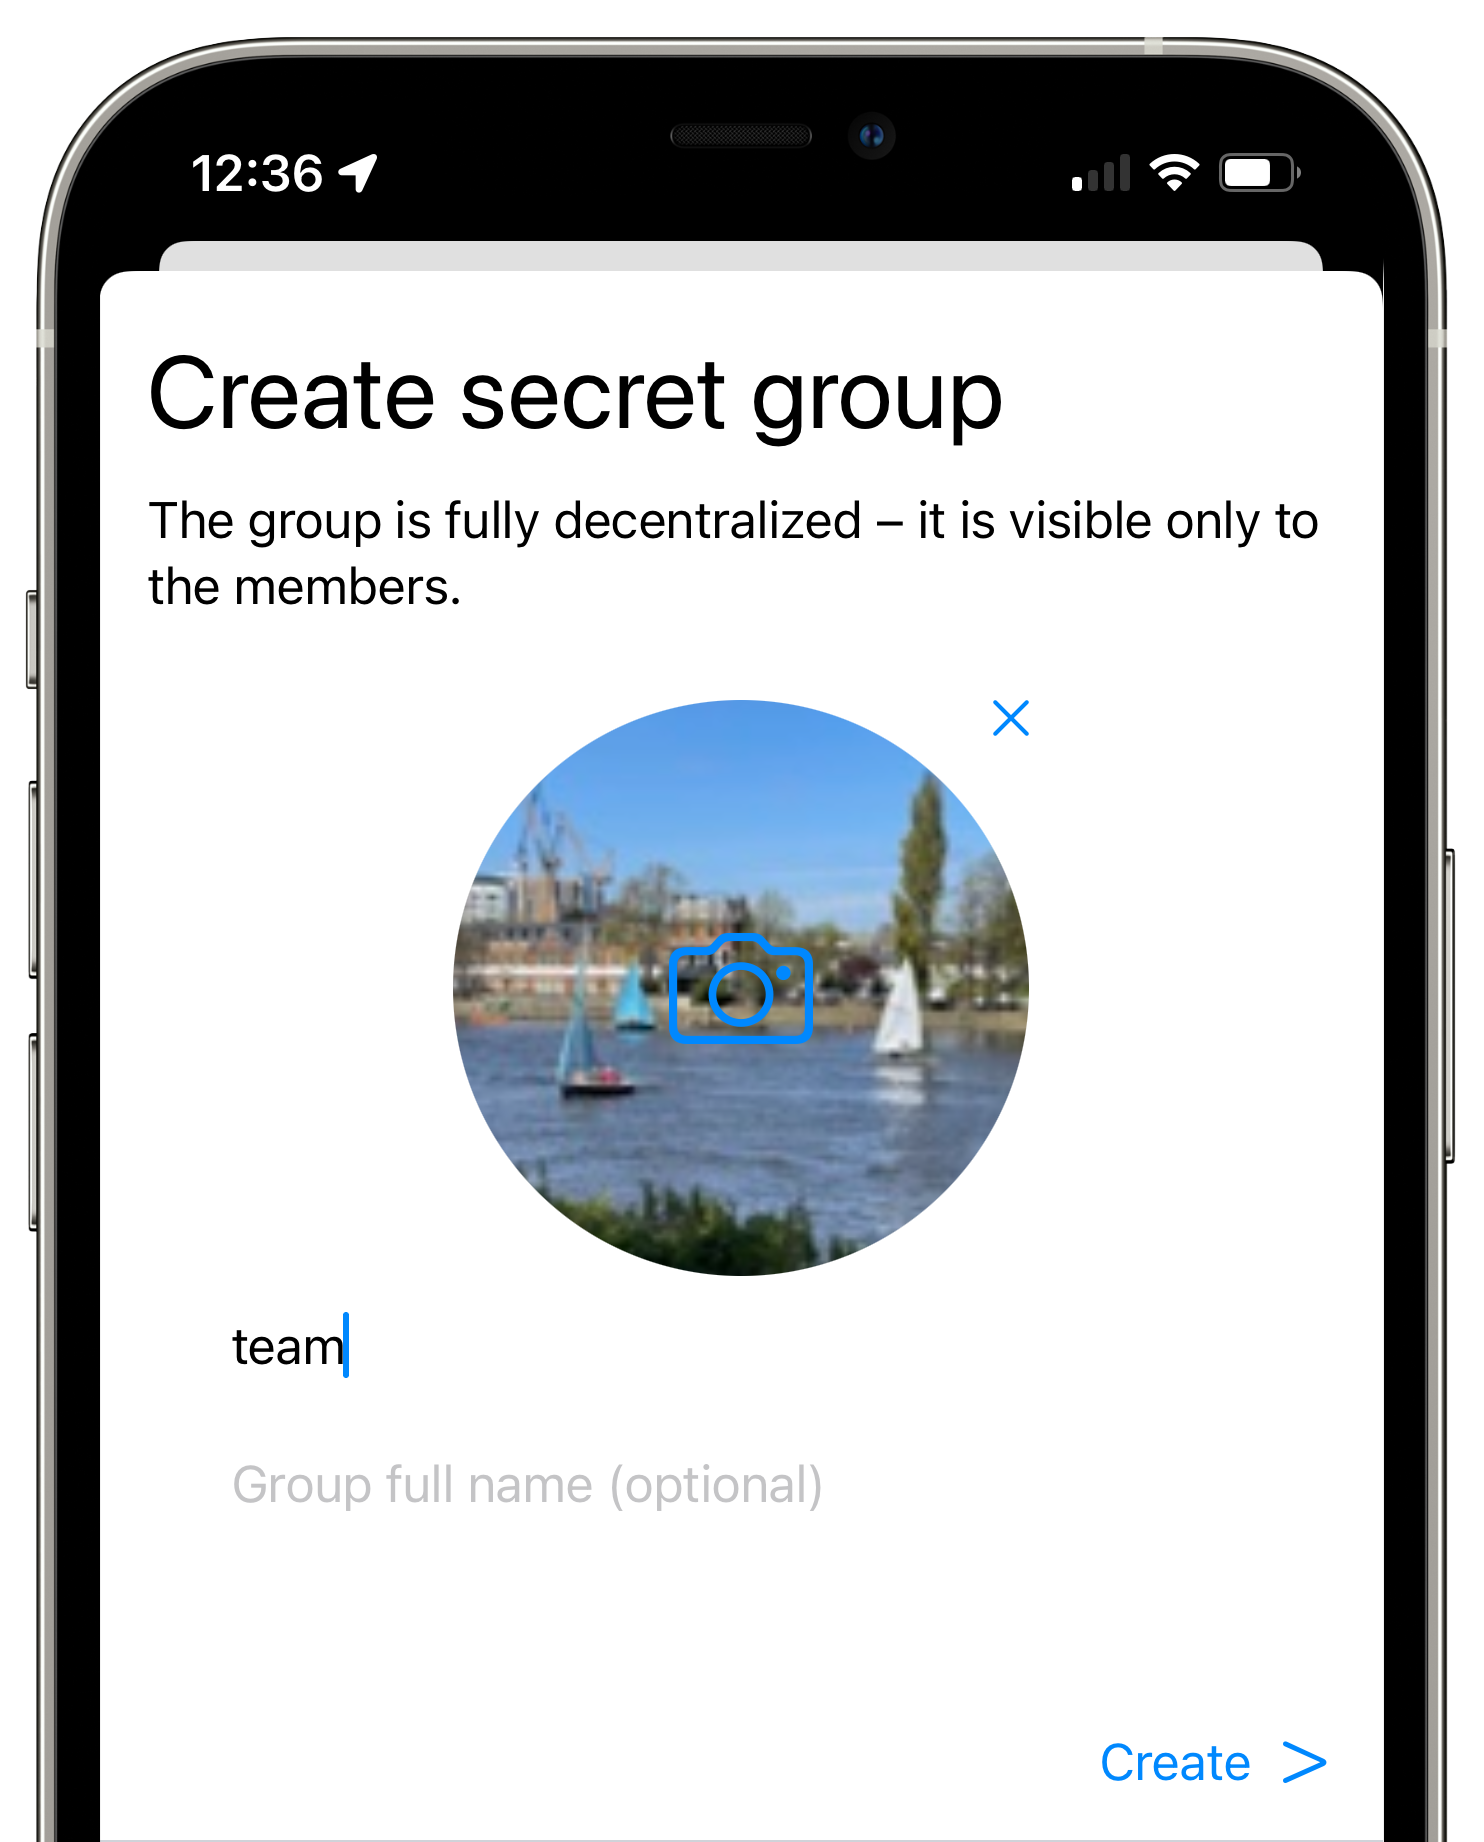 12:36
Create secret group
The group is fully decentralized – it is visible only to
the members.
team
Group full name (optional)
Create